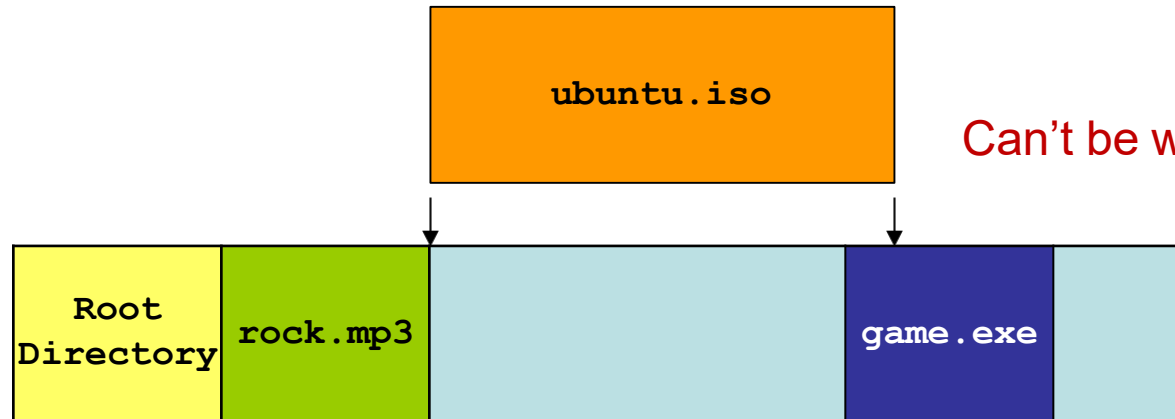 ubuntu.iso
Can't be
Root
Directory
rock.mp3
game.exe